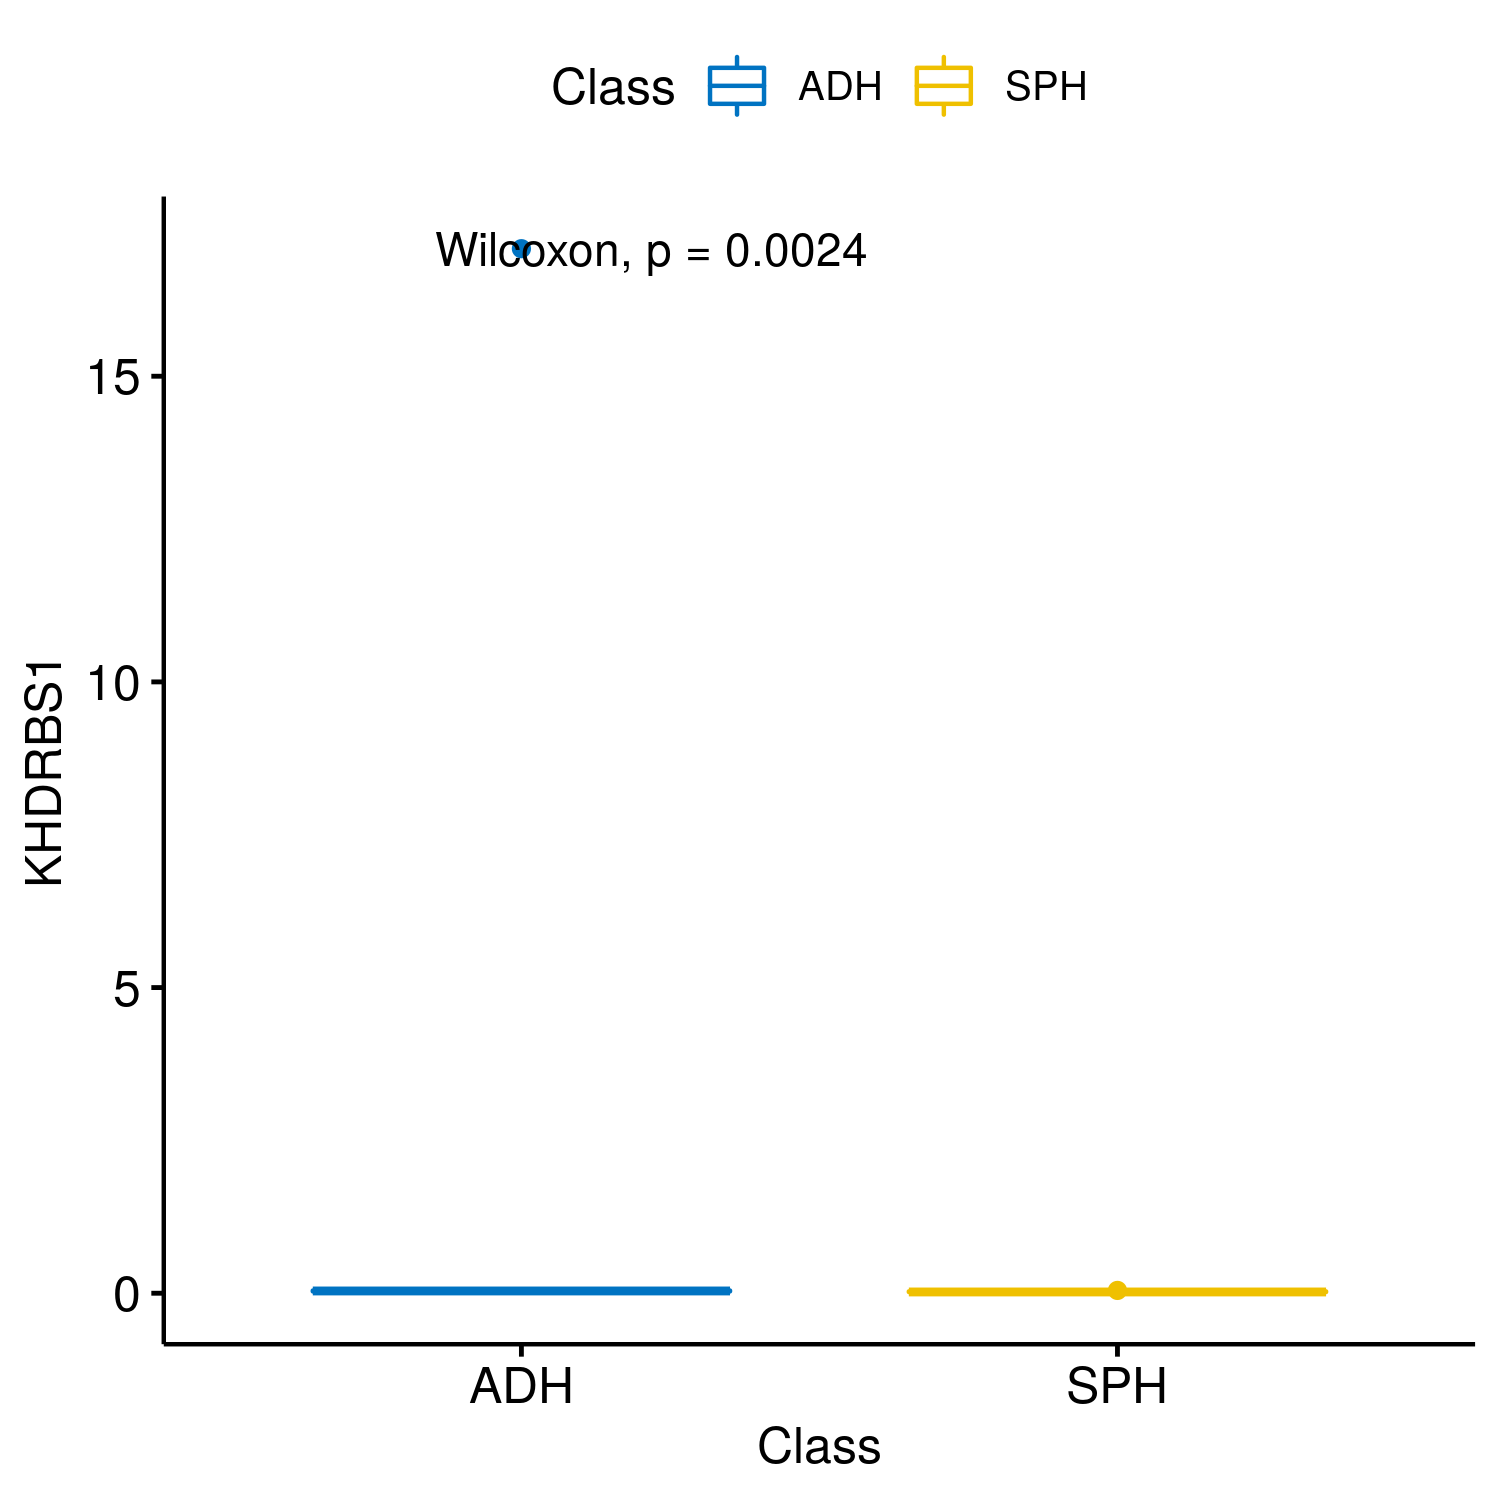 Class ADH SPH
Wilcoxon, p = 0.0024
15
10
5
0
KHDRBS1
ADH SPH
Class